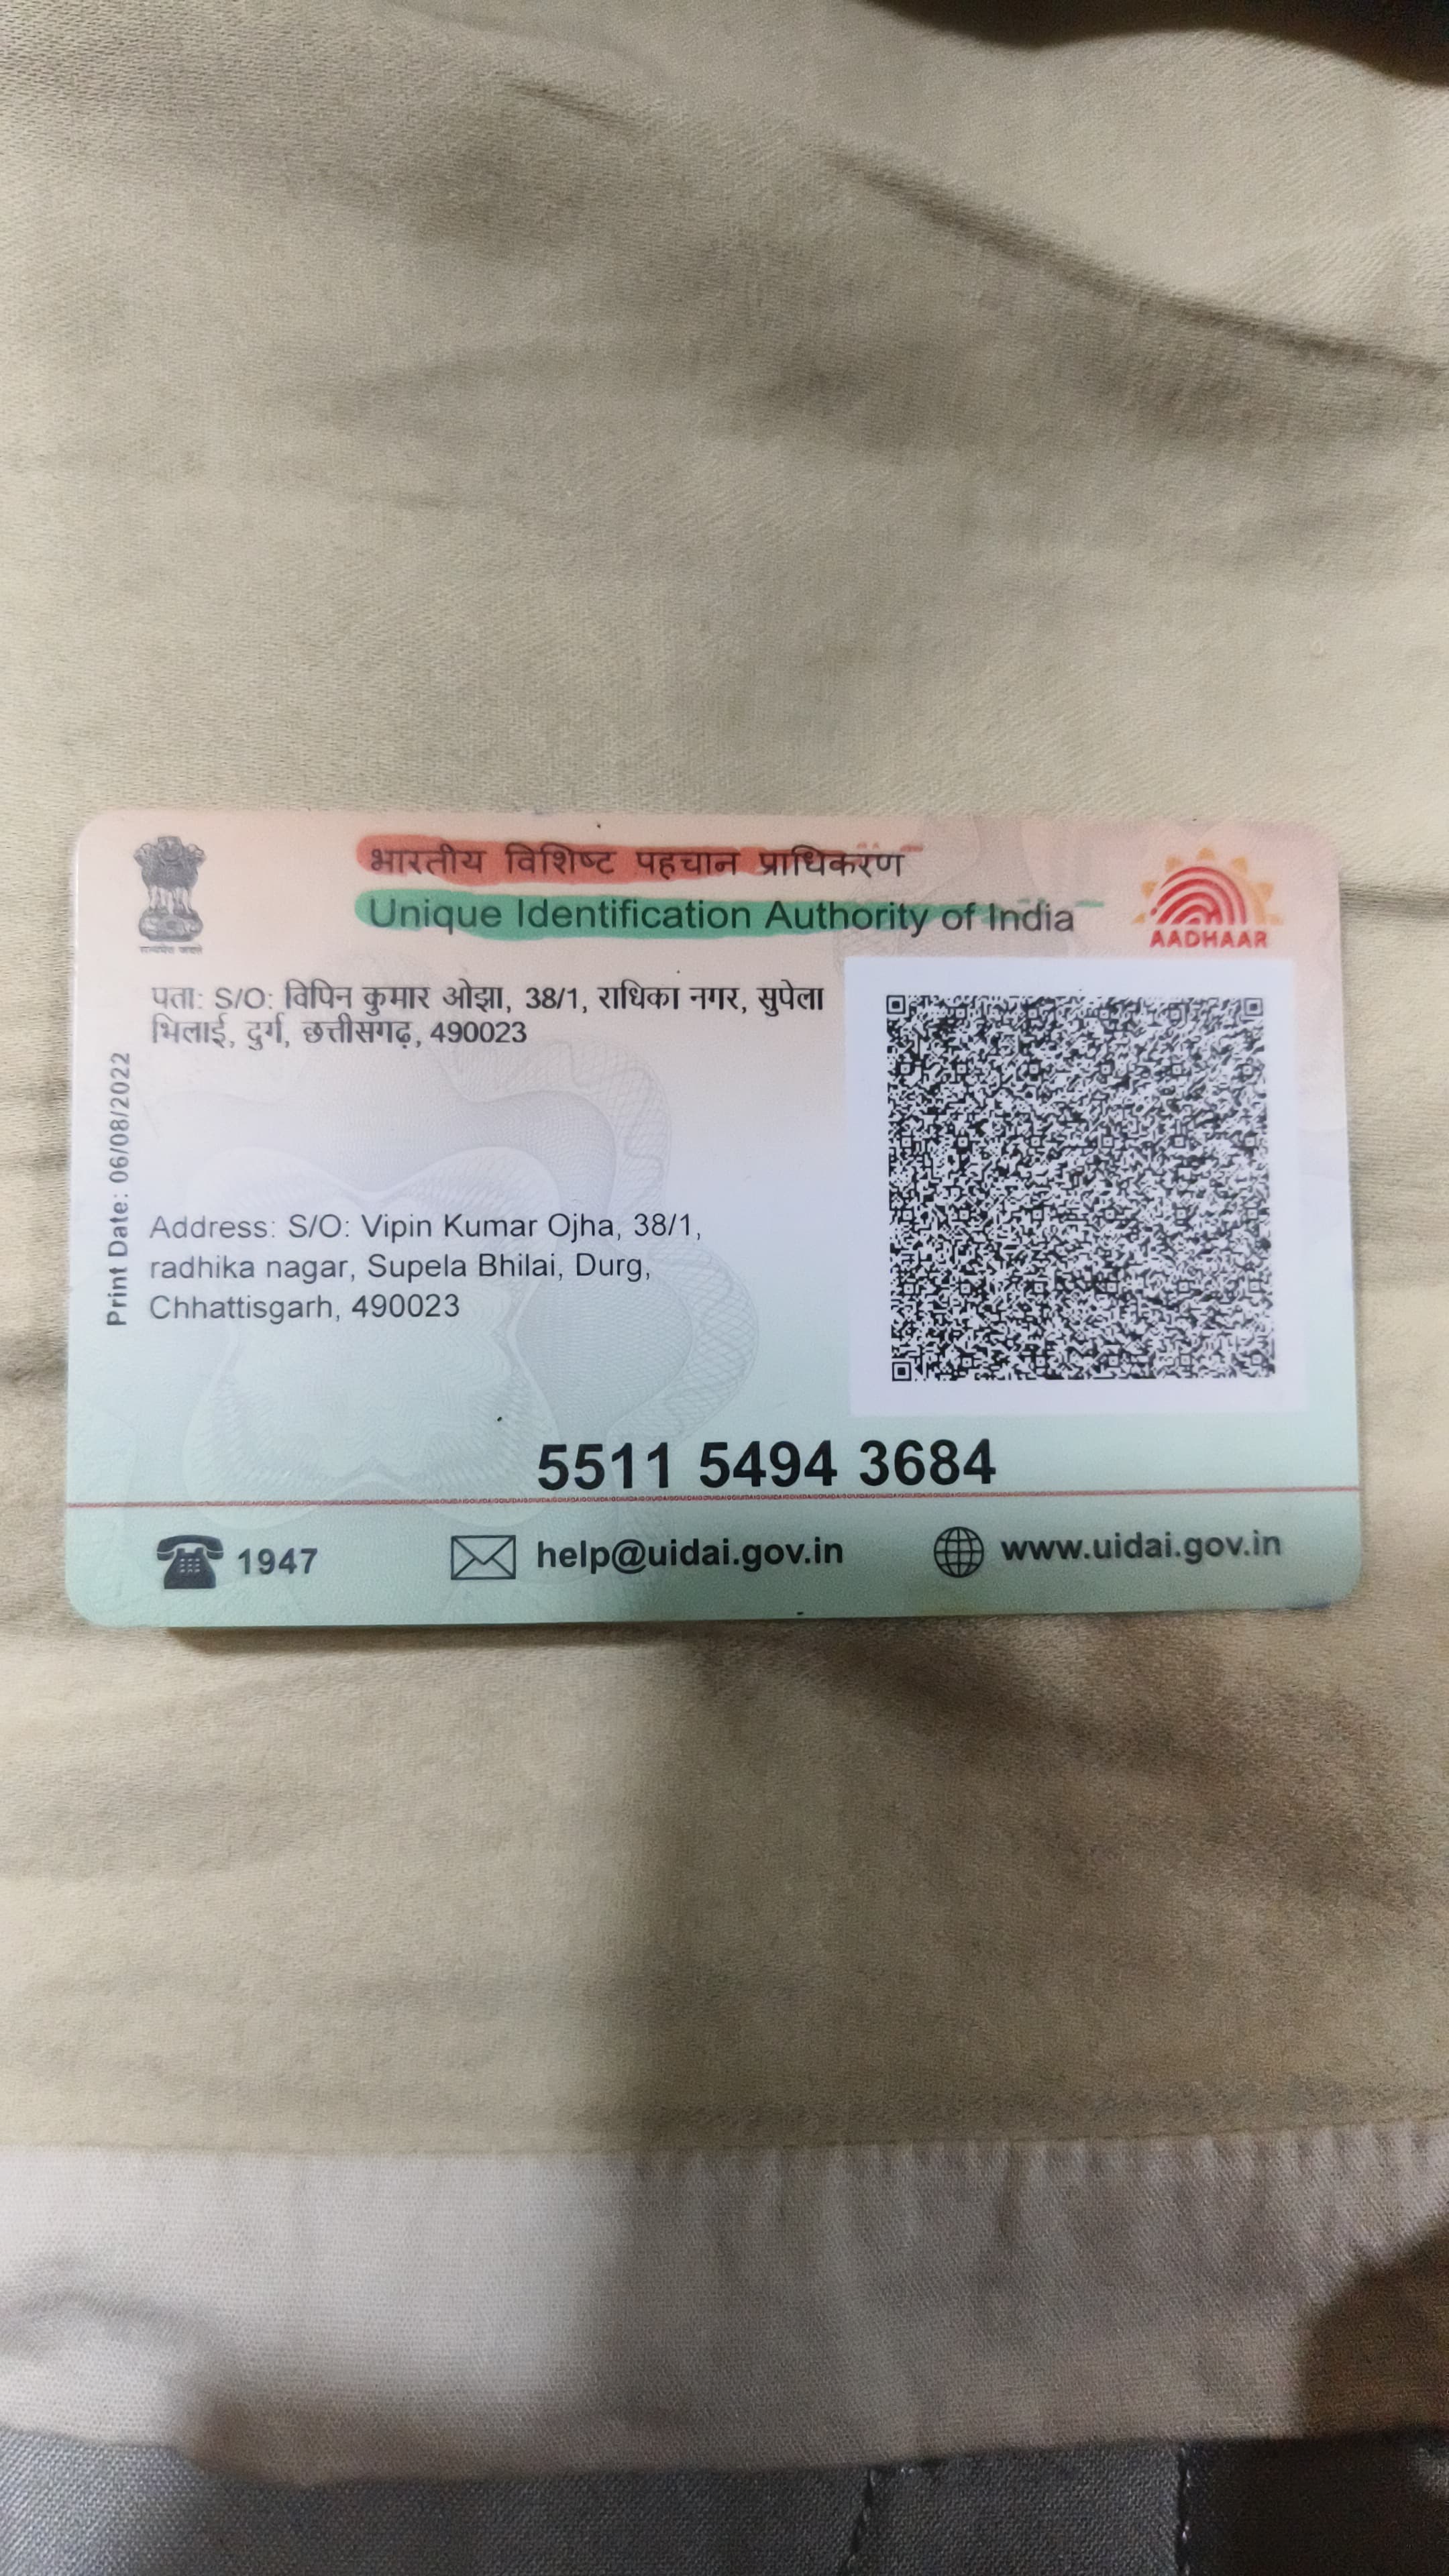 भारतीय विशिष्ट पहचान प्राधिकरण
Unique Identification Authority of India
सत्यमेव जयते
AADHAAR
पता: S/O: विपिन कुमार ओझा, 38/1, राधिका नगर, सुपेला
भिलाई, दुर्ग, छत्तीसगढ़, 490023
Print Date: 06/08/2022
Address: S/O: Vipin Kumar Ojha, 38/1,
radhika nagar, Supela Bhilai, Durg,
Chhattisgarh, 490023
5511 5494 3684
1947
help@uidai.gov.in
www.uidai.gov.in